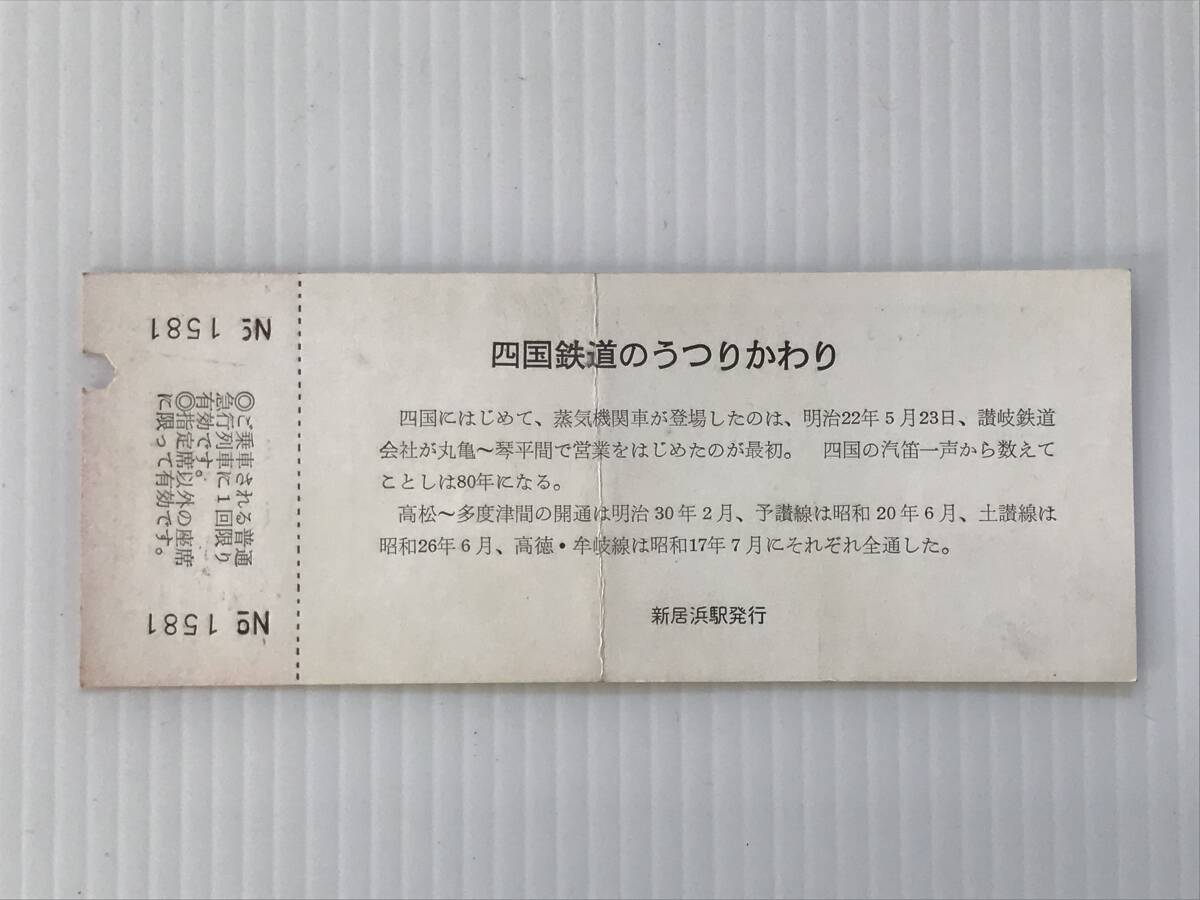 四国鉄道のうつりかわり
四国にはじめて、蒸気機関車が登場したのは、明治22年5月23日、讃岐鉄道
会社が丸亀〜琴平間で営業をはじめたのが最初。 四国の汽笛一声から数えて
ことしは80年になる。
高松〜多度津間の開通は明治30年2月、予讃線は昭和20年6月、土讃線は
昭和26年6月、高徳・牟岐線は昭和17年7月にそれぞれ全通した。
新居浜駅発行
№ 1581
◎ご乗車される普通
急行列車に1回限り
有効です。
◎指定席以外の座席
に限って有効です。
№ 1581